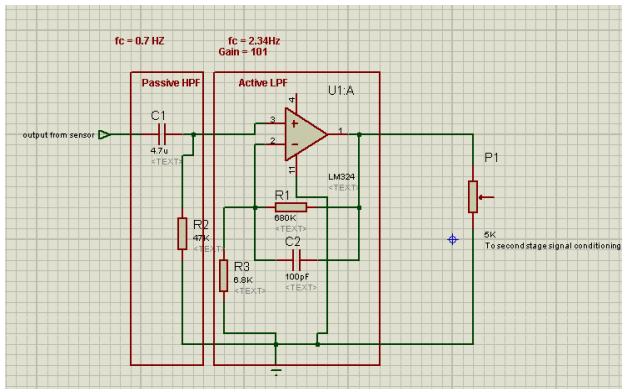 fc = 0.7 HZ
fc = 2.34Hz
Gain = 101
Passive HPF
Active LPF
U1:A
C1
4.7u
<TEXT>
output from sensor
3
2
4
11
1
LM324
<TEXT>
R1
680K
<TEXT>
C2
100pF
<TEXT>
R2
47K
<TEXT>
R3
6.8K
<TEXT>
P1
5K
To second stage signal conditioning